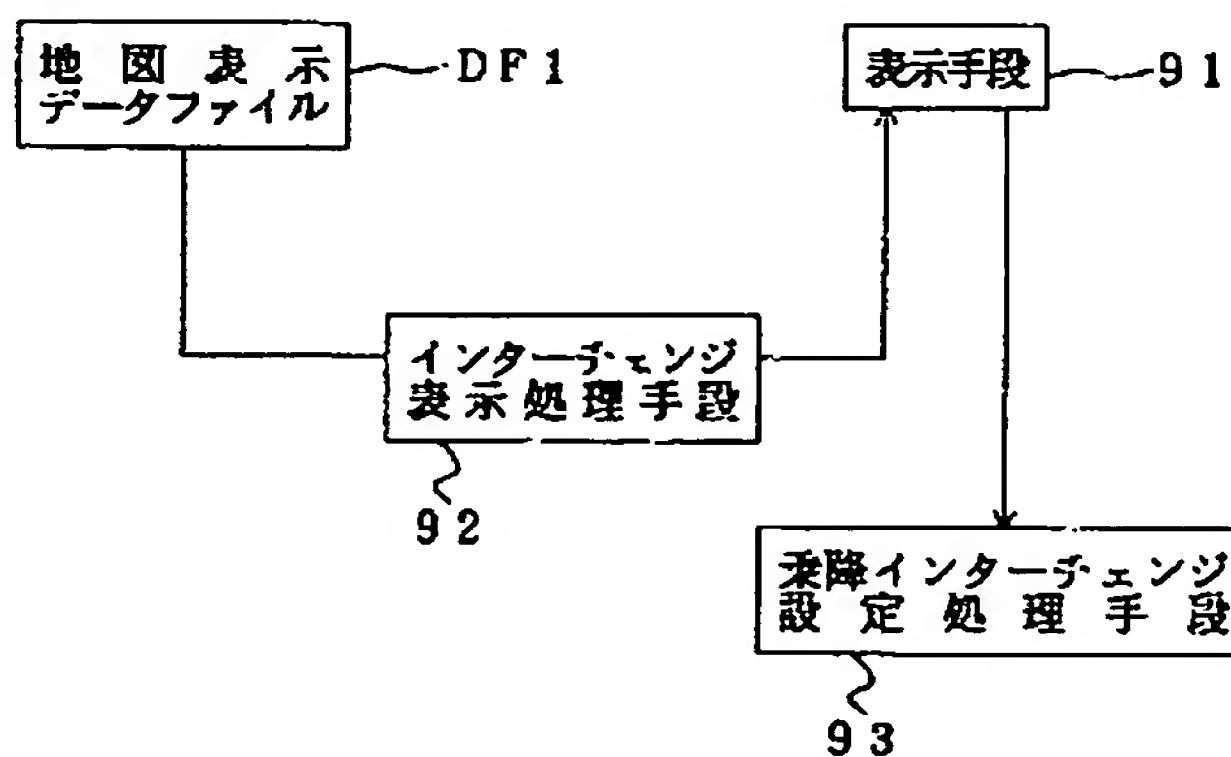 地図表示
データファイル
DF1
表示手段
91
インターチェンジ
表示処理手段
92
乗降インターチェンジ
設定処理手段
93